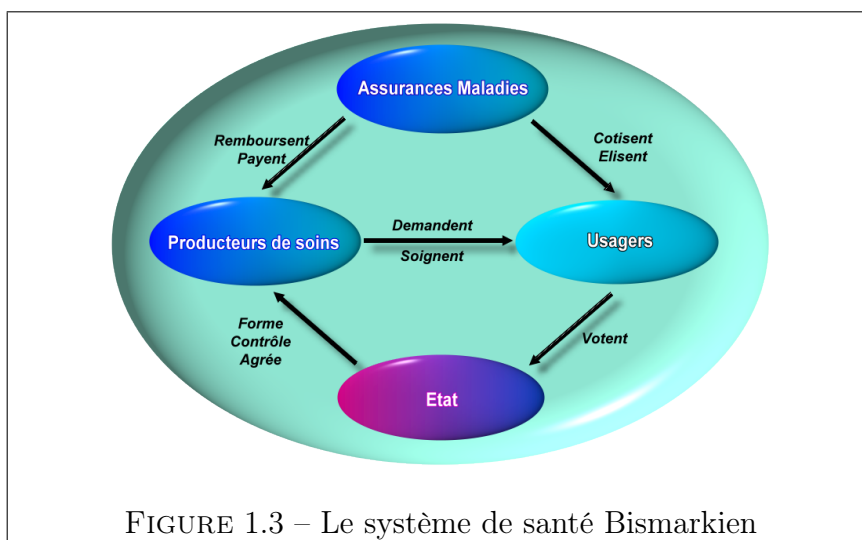 Assurances Maladies
Remboursent
Payent
Cotisent
Elisent
Producteurs de soins
Demandent
Soignent
Usagers
Forme
Contrôle
Agrée
Votent
Etat
FIGURE 1.3 – Le système de santé Bismarkien